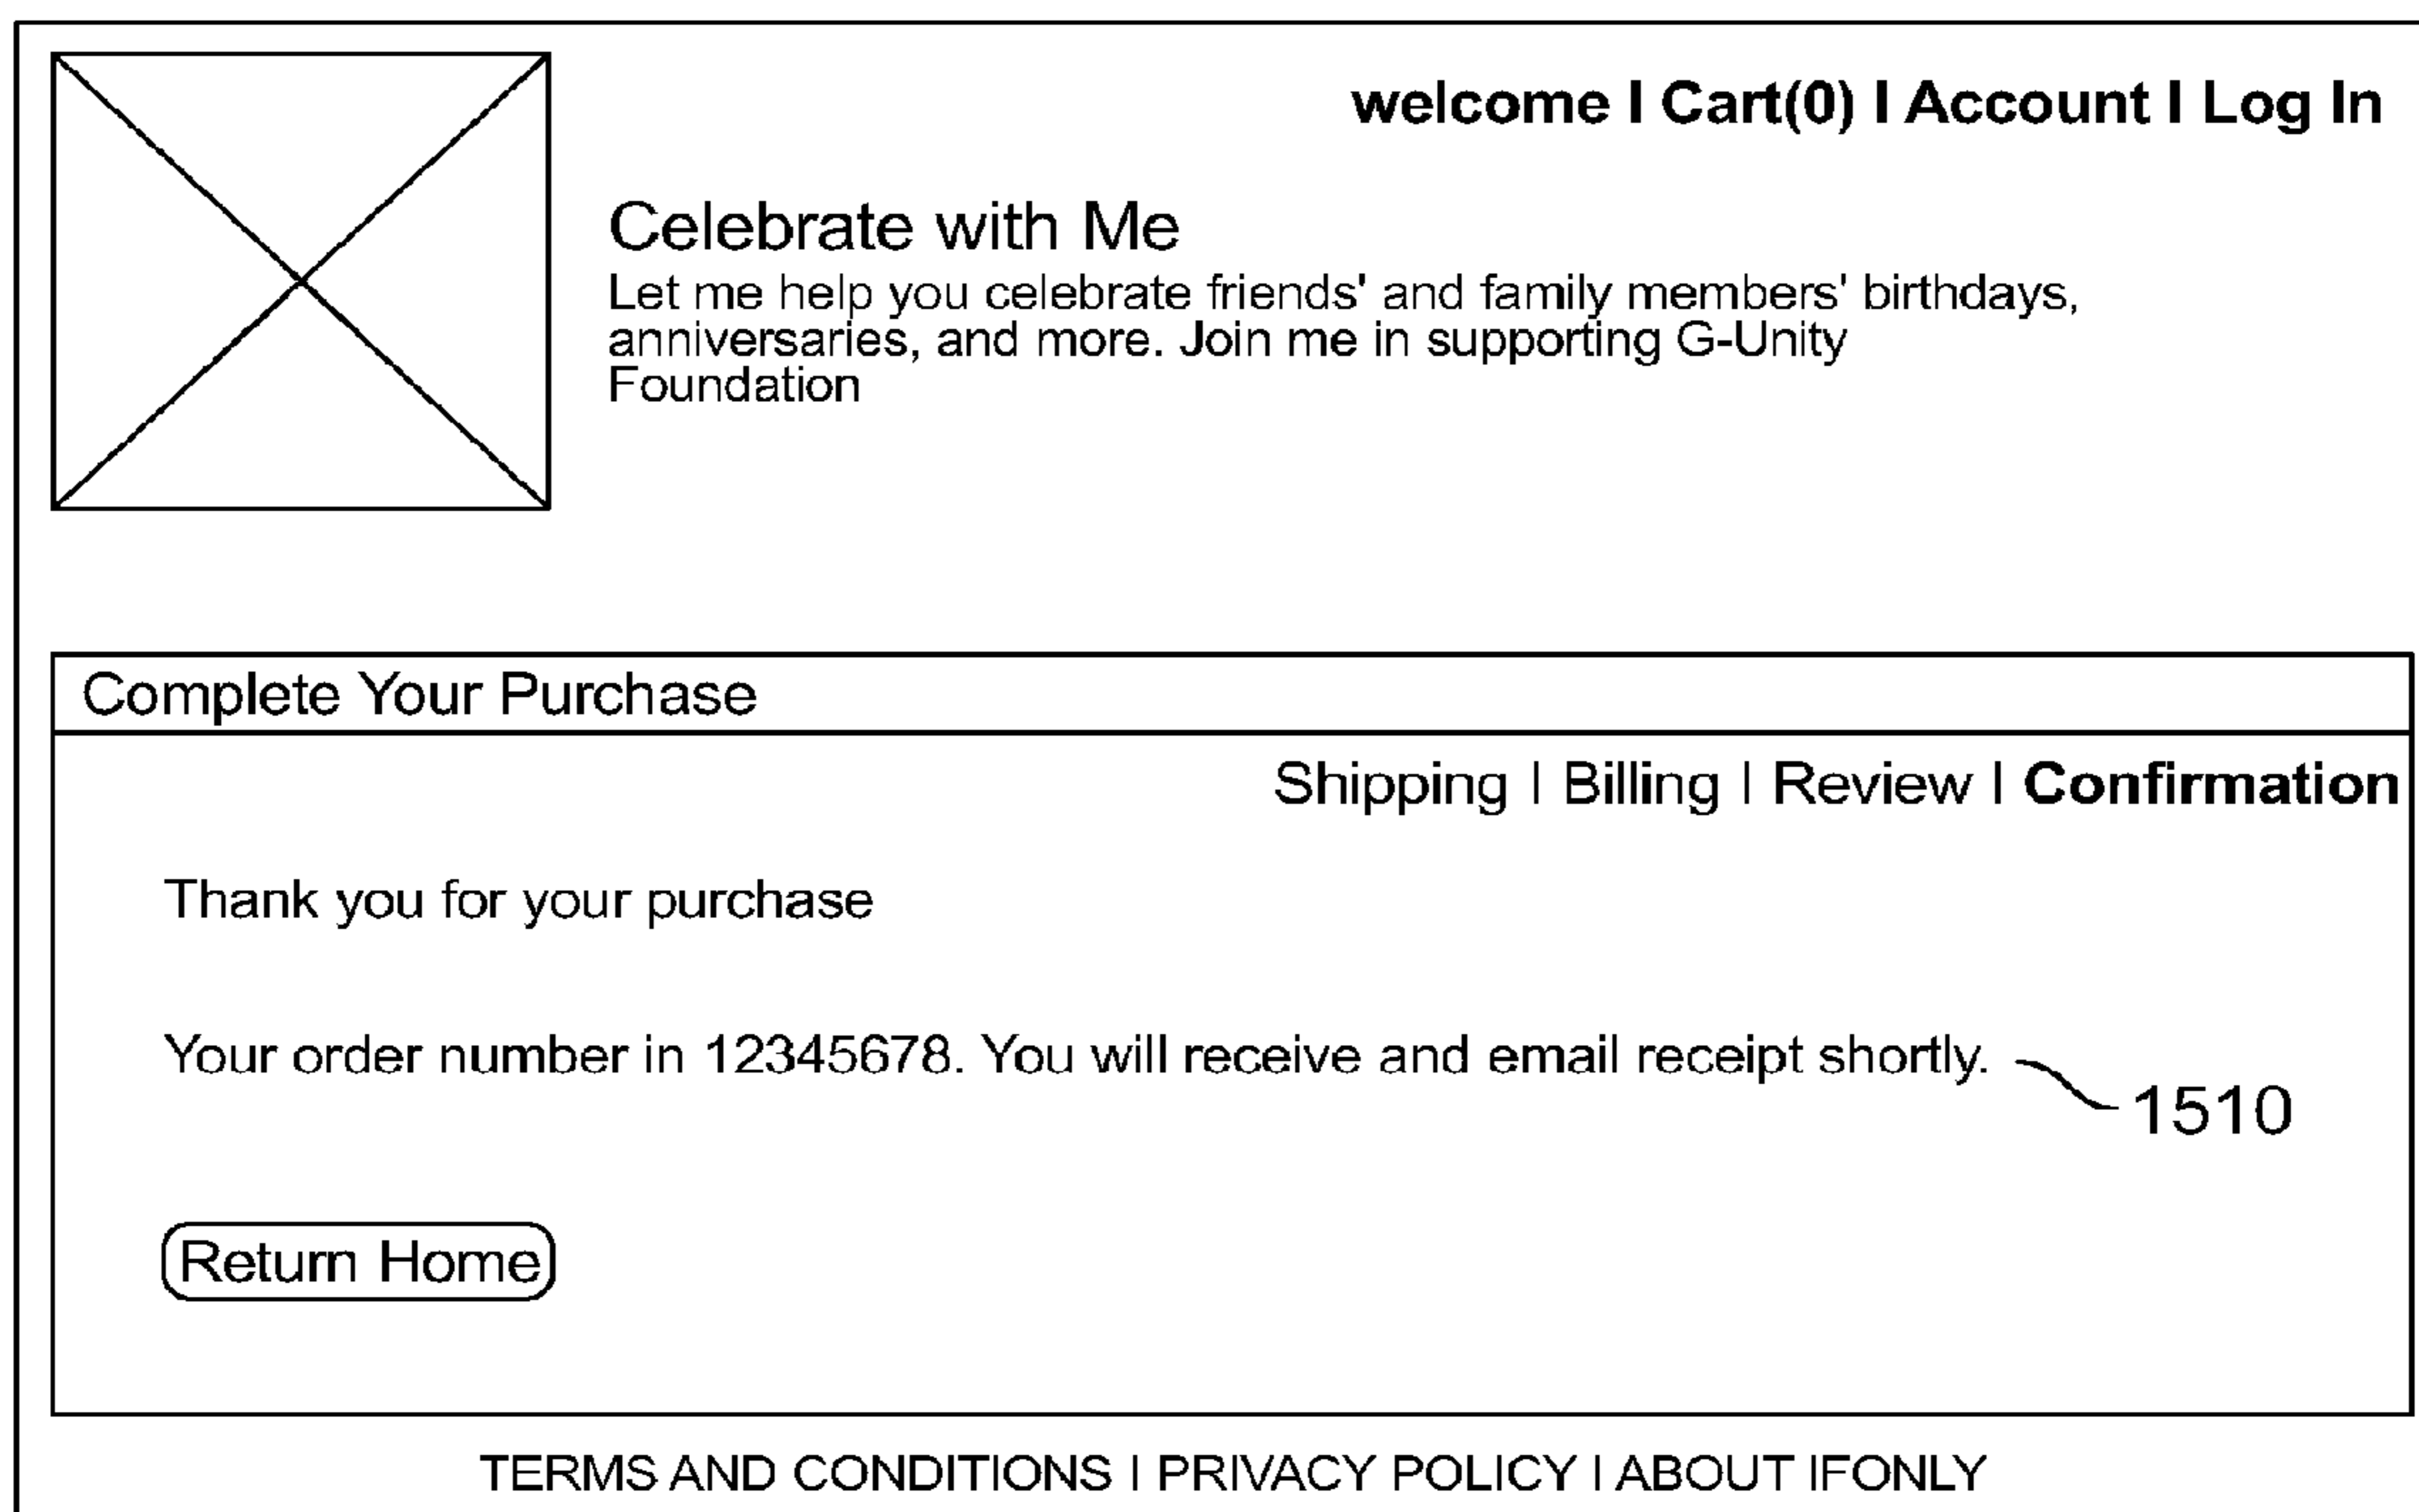 welcome | Cart(0) | Account | Log In
Celebrate with Me
Let me help you celebrate friends' and family members' birthdays,
anniversaries, and more. Join me in supporting G-Unity
Foundation
Complete Your Purchase
Shipping | Billing | Review | Confirmation
Thank you for your purchase
Your order number in 12345678. You will receive and email receipt shortly.
1510
Return Home
TERMS AND CONDITIONS | PRIVACY POLICY | ABOUT IFONLY